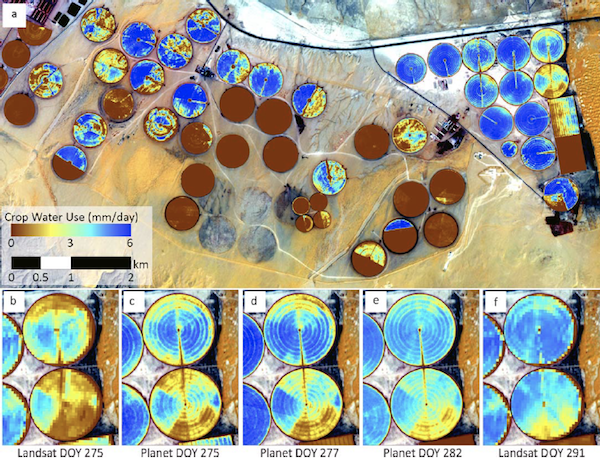 a
Crop Water Use (mm/day)
0 3 6
km
0 0.5 1 2
b c d e f
Landsat DOY 275 Planet DOY 275 Planet DOY 277 Planet DOY 282 Landsat DOY 291